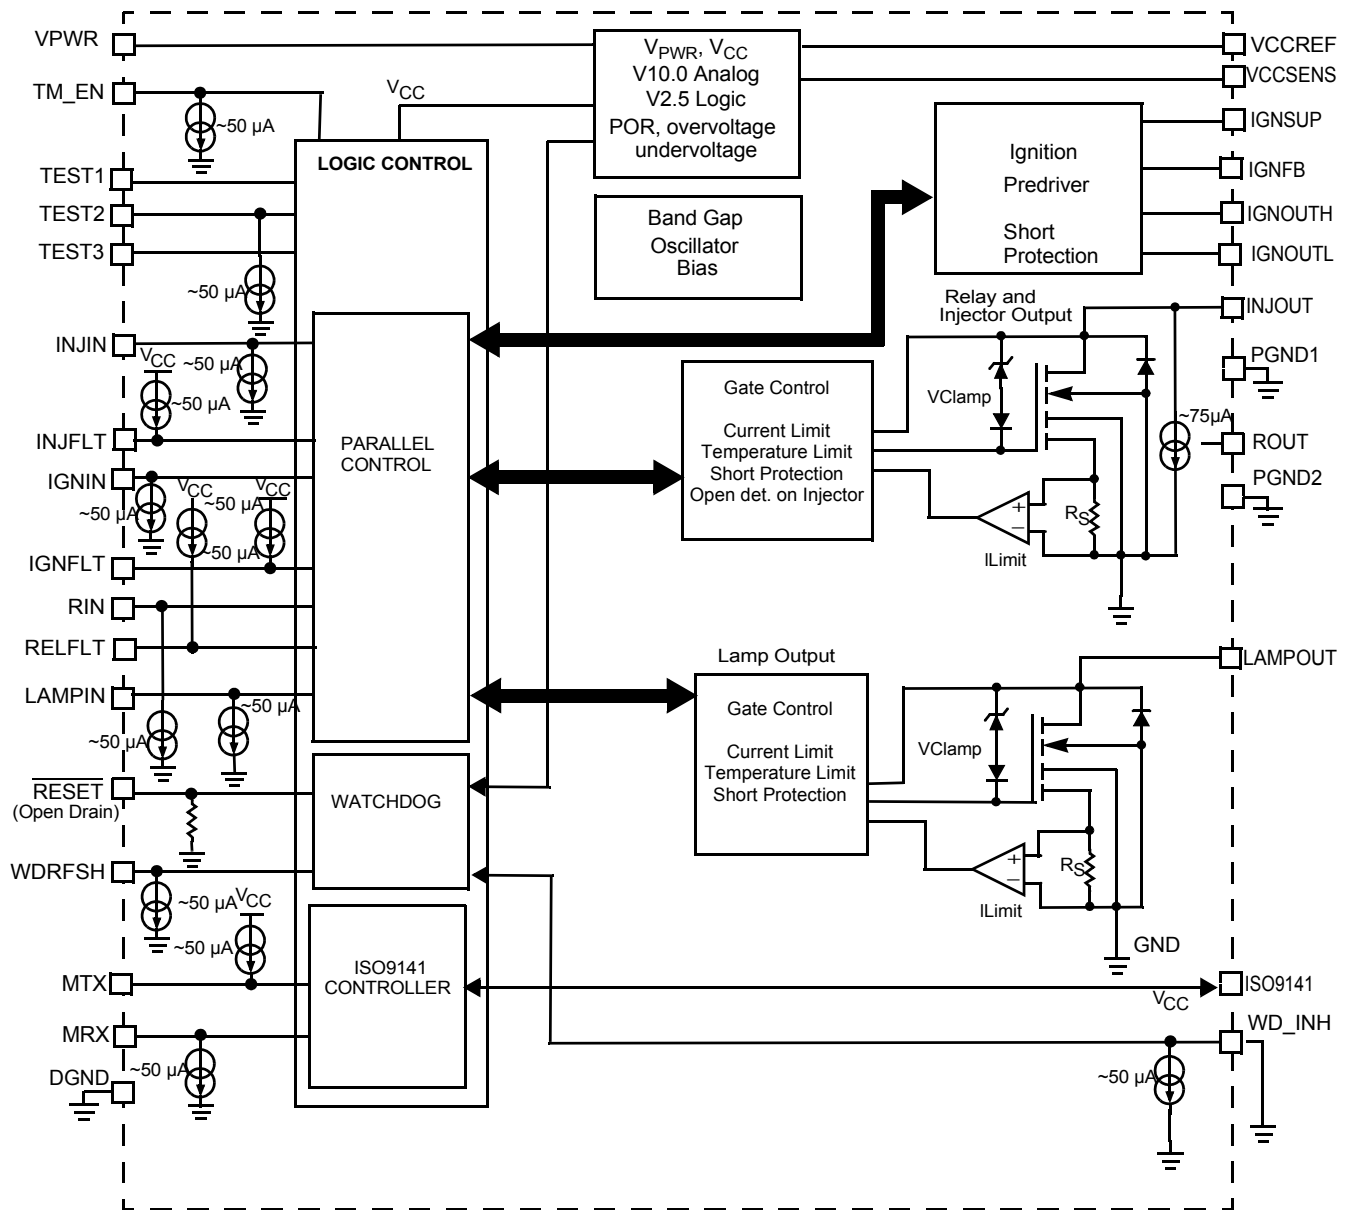 VPWR
TM_EN
~50 µA
TEST1
TEST2
TEST3
~50 µA
INJIN
VCC
~50 µA
~50 µA
INJFLT
IGNIN
~50 µA
VCC
~50 µA
VCC
~50 µA
IGNFLT
RIN
RELFLT
LAMPIN
~50 µA
~50 µA
RESET
(Open Drain)
WDRFSH
~50 µA
VCC
~50 µA
MTX
MRX
~50 µA
DGND
VCC
LOGIC CONTROL
PARALLEL
CONTROL
WATCHDOG
ISO9141
CONTROLLER
VPWR, VCC
V10.0 Analog
V2.5 Logic
POR, overvoltage
undervoltage
Band Gap
Oscillator
Bias
Ignition
Predriver
Short
Protection
Relay and
Injector Output
Gate Control
Current Limit
Temperature Limit
Short Protection
Open det. on Injector
VClamp
+
–
RS
ILimit
~75µA
Lamp Output
Gate Control
Current Limit
Temperature Limit
Short Protection
VClamp
+
–
RS
ILimit
GND
VCC
~50 µA
VCCREF
VCCSENS
IGNSUP
IGNFB
IGNOUTH
IGNOUTL
INJOUT
PGND1
ROUT
PGND2
LAMPOUT
ISO9141
WD_INH